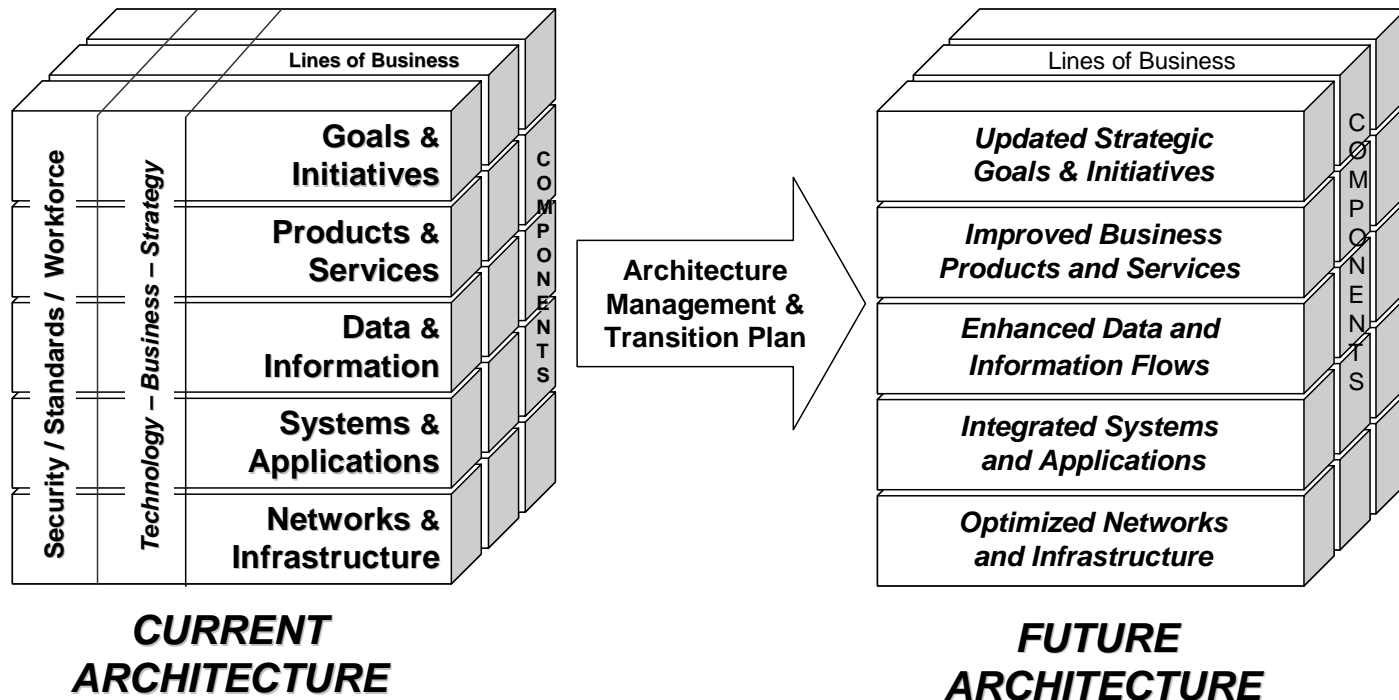 Lines of Business
Security / Standards / Workforce
Technology – Business – Strategy
Goals &
Initiatives
Products &
Services
Data &
Information
Systems &
Applications
Networks &
Infrastructure
COMPONENTS
CURRENT
ARCHITECTURE
Architecture
Management &
Transition Plan
Lines of Business
Updated Strategic
Goals & Initiatives
Improved Business
Products and Services
Enhanced Data and
Information Flows
Integrated Systems
and Applications
Optimized Networks
and Infrastructure
COMPONENTS
FUTURE
ARCHITECTURE